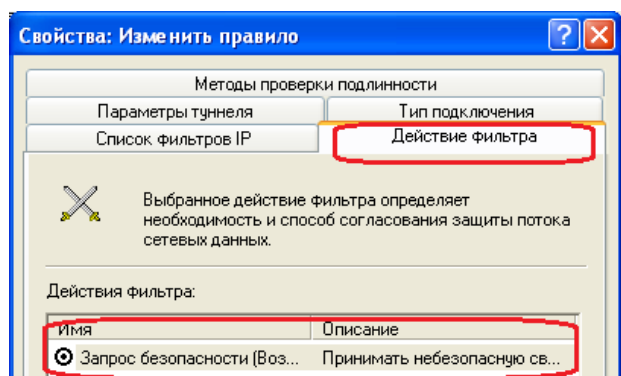 Свойства: Изменить правило
Методы проверки подлинности
Параметры туннеля Тип подключения
Список фильтров IP Действие фильтра
Выбранное действие фильтра определяет
необходимость и способ согласования защиты потока
сетевых данных.
Действия фильтра:
Имя Описание
Запрос безопасности (Воз... Принимать небезопасную св...